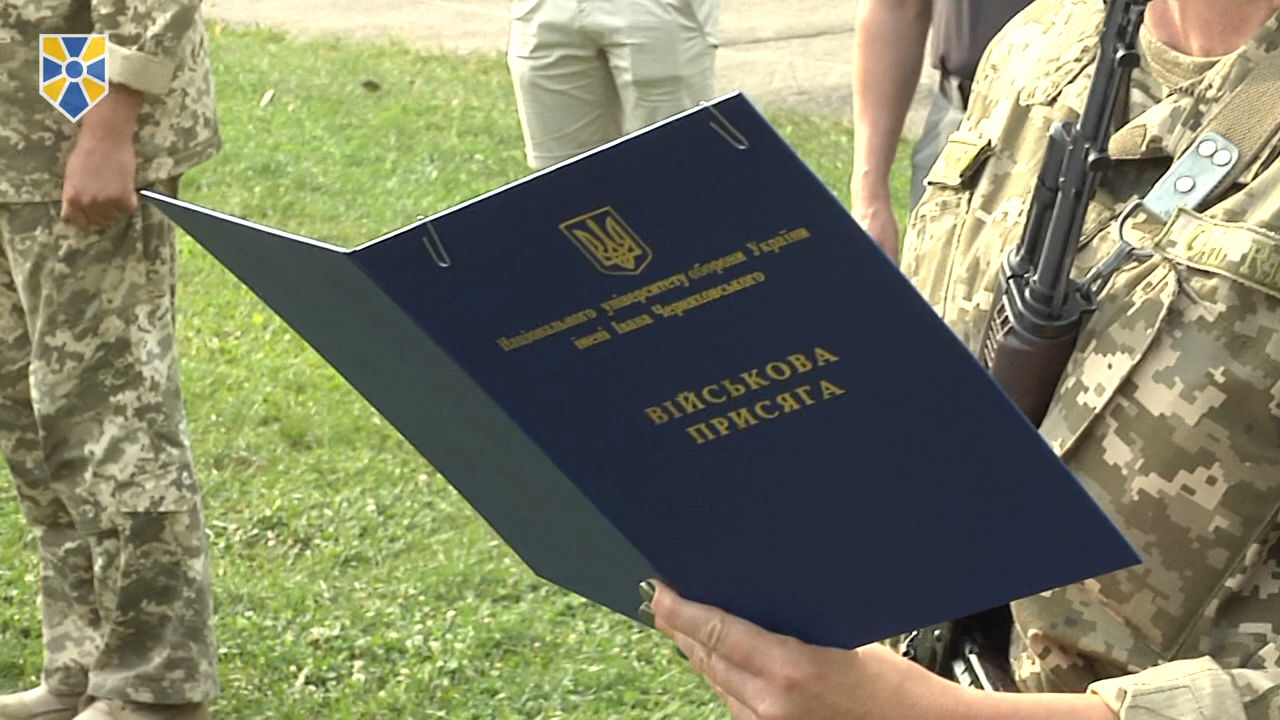 Національного університету оборони України
імені Івана Черняховського
ВІЙСЬКОВА
ПРИСЯГА